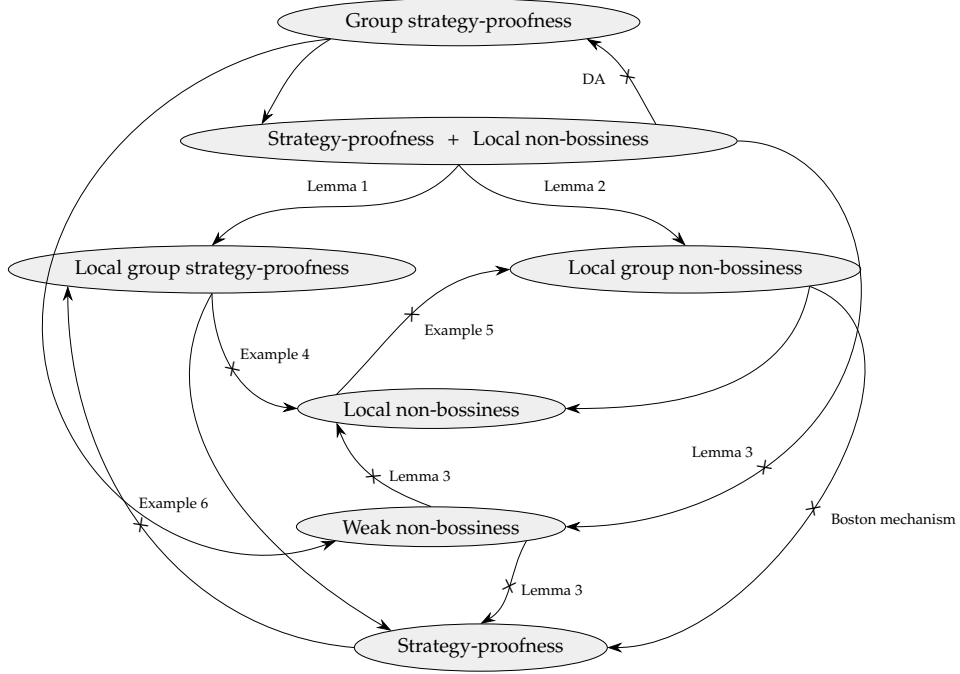 Group strategy-proofness
DA
Strategy-proofness + Local non-bossiness
Lemma 1
Lemma 2
Local group strategy-proofness
Local group non-bossiness
Example 5
Example 4
Local non-bossiness
Lemma 3
Lemma 3
Example 6
Weak non-bossiness
Boston mechanism
Lemma 3
Strategy-proofness